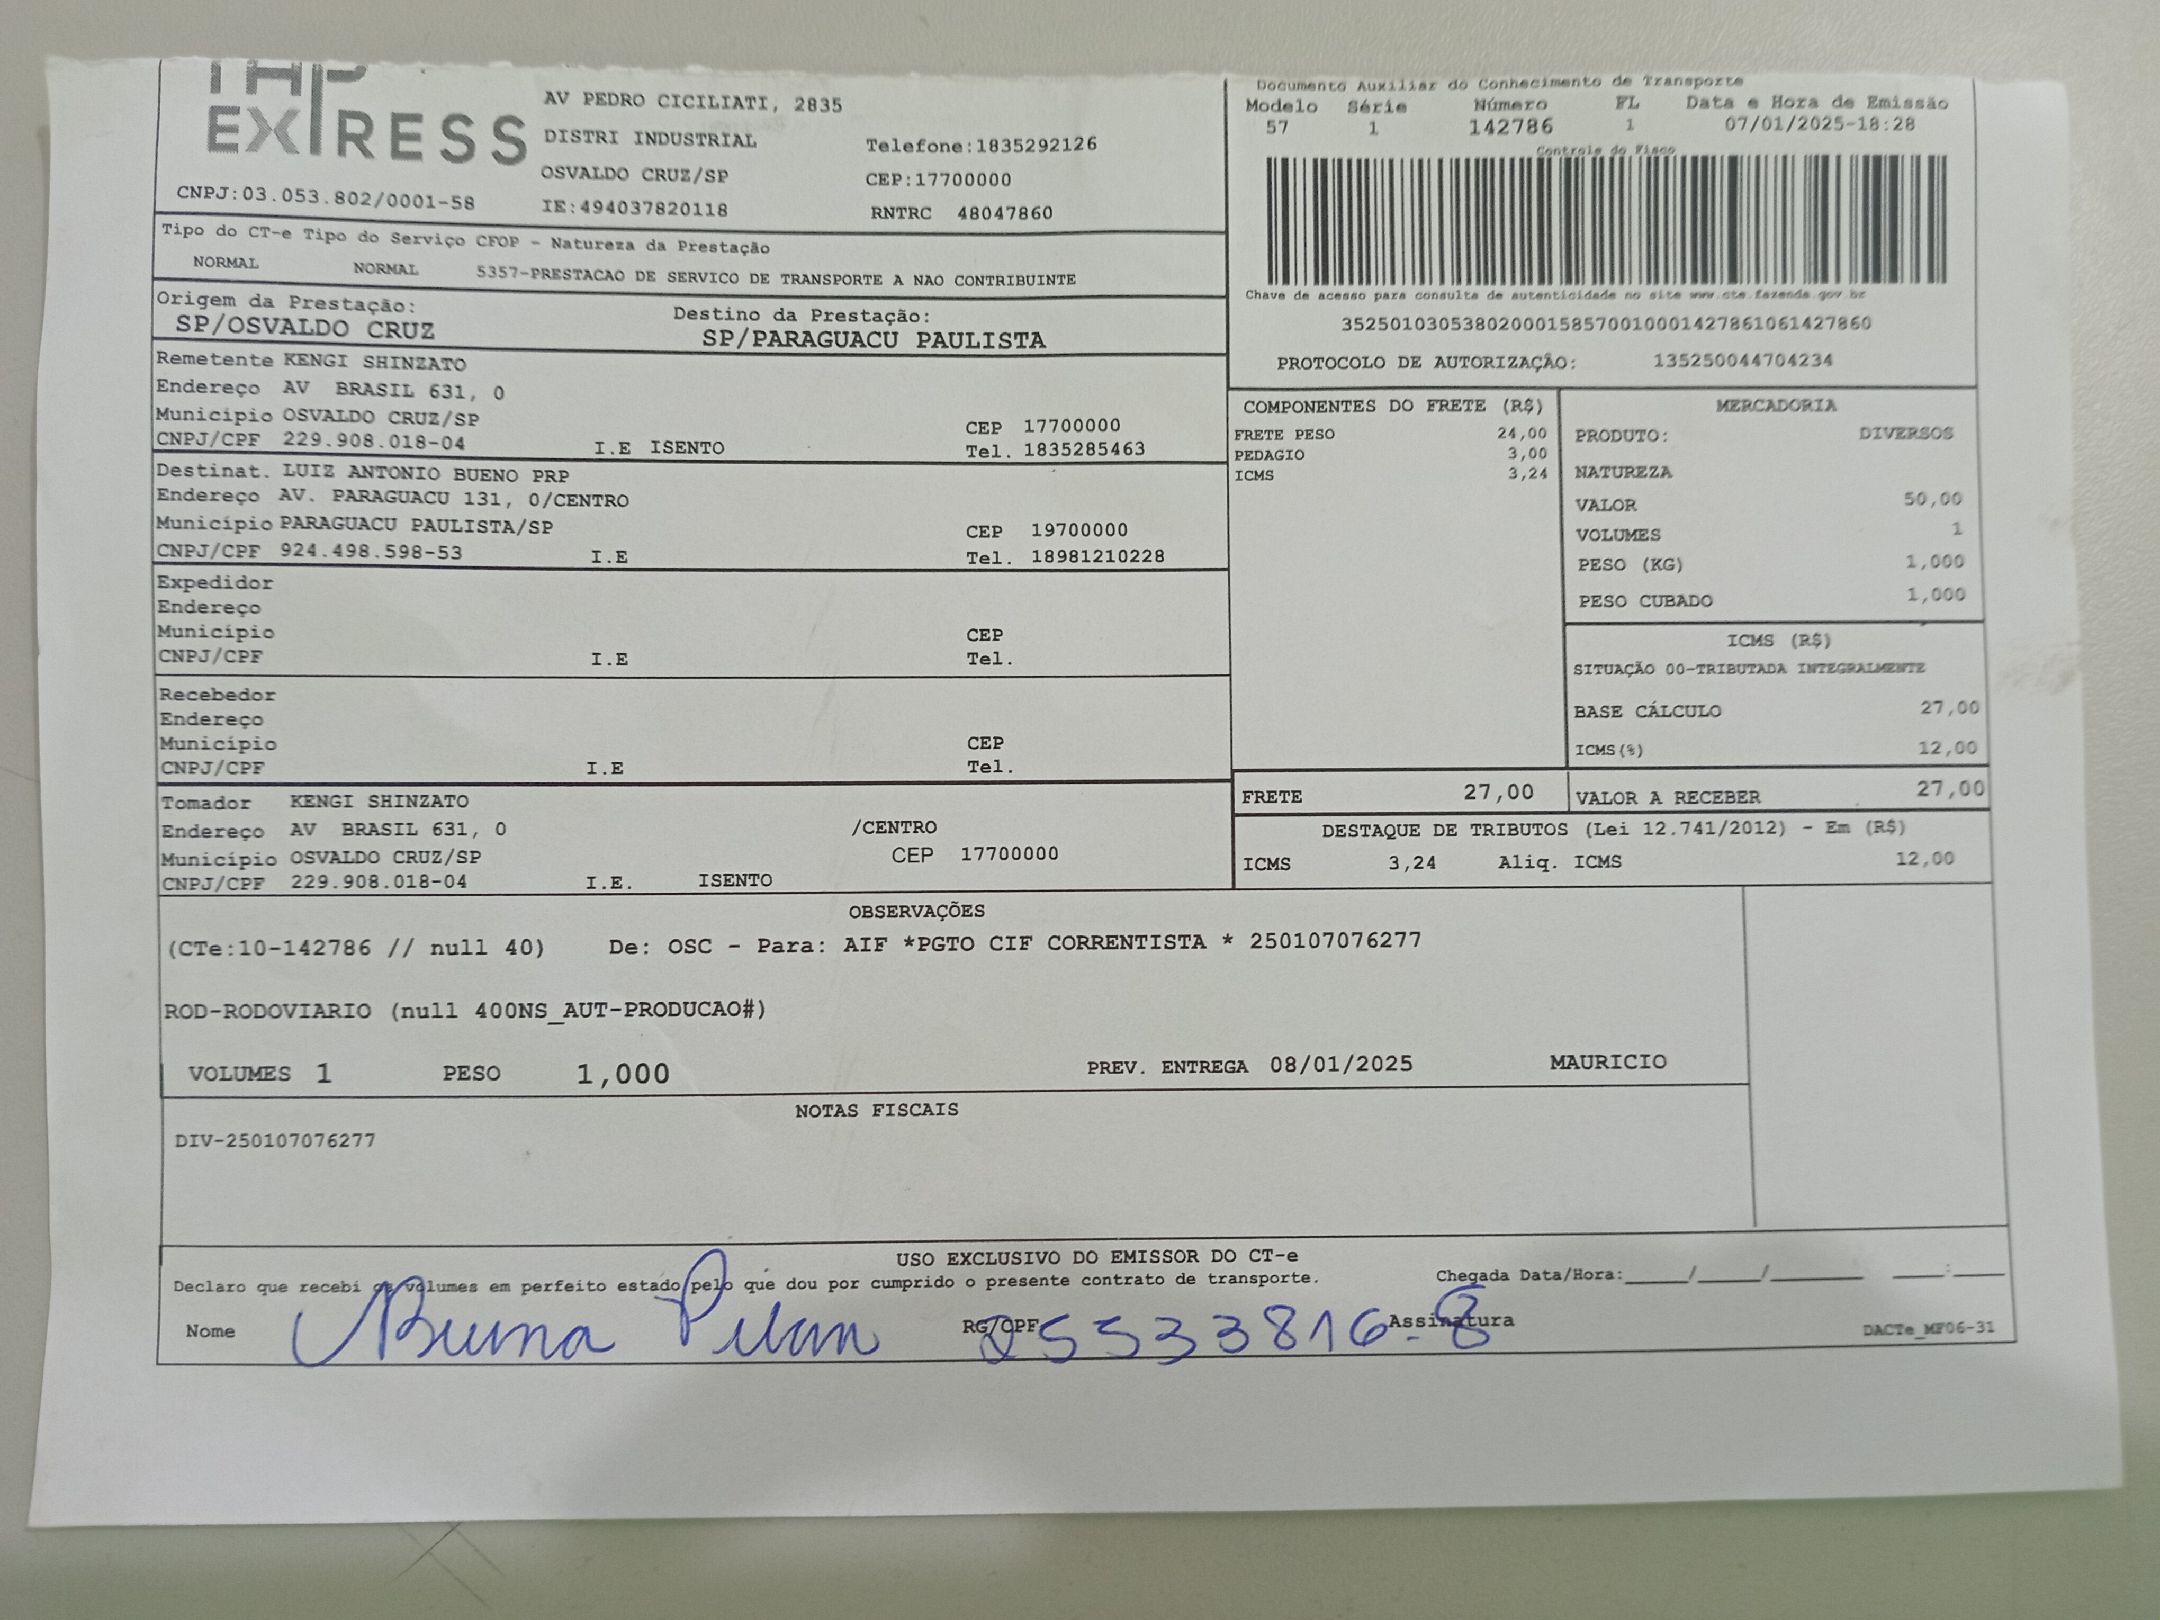 EXPRESS
AV PEDRO CICILIATI, 2835
DISTRI INDUSTRIAL
Telefone:1835292126
OSVALDO CRUZ/SP
CEP:17700000
CNPJ:03.053.802/0001-58
IE:494037820118
RNTRC 48047860
Documento Auxiliar do Conhecimento de Transporte
Modelo Série Número FL Data e Hora de Emissão
57 1 142786 1 07/01/2025-18:28
Controle do Fisco
Chave de acesso para consulta de autenticidade no site www.cte.fazenda.gov.br
35250103053802000158570010001427861061427860
PROTOCOLO DE AUTORIZAÇÃO: 135250044704234
Tipo do CT-e Tipo do Serviço CFOP - Natureza da Prestação
NORMAL NORMAL 5357-PRESTACAO DE SERVICO DE TRANSPORTE A NAO CONTRIBUINTE
Origem da Prestação: Destino da Prestação:
SP/OSVALDO CRUZ SP/PARAGUACU PAULISTA
Remetente KENGI SHINZATO
Endereço AV BRASIL 631, 0
Município OSVALDO CRUZ/SP CEP 17700000
CNPJ/CPF 229.908.018-04 I.E ISENTO Tel. 1835285463
Destinat. LUIZ ANTONIO BUENO PRP
Endereço AV. PARAGUACU 131, 0/CENTRO
Município PARAGUACU PAULISTA/SP CEP 19700000
CNPJ/CPF 924.498.598-53 I.E Tel. 18981210228
Expedidor
Endereço
Município CEP
CNPJ/CPF I.E Tel.
Recebedor
Endereço
Município CEP
CNPJ/CPF I.E Tel.
Tomador KENGI SHINZATO
Endereço AV BRASIL 631, 0 /CENTRO
Município OSVALDO CRUZ/SP CEP 17700000
CNPJ/CPF 229.908.018-04 I.E. ISENTO
COMPONENTES DO FRETE (R$)
FRETE PESO 24,00
PEDAGIO 3,00
ICMS 3,24
MERCADORIA
PRODUTO: DIVERSOS
NATUREZA
VALOR 50,00
VOLUMES 1
PESO (KG) 1,000
PESO CUBADO 1,000
ICMS (R$)
SITUAÇÃO 00-TRIBUTADA INTEGRALMENTE
BASE CÁLCULO 27,00
ICMS(%) 12,00
FRETE 27,00 VALOR A RECEBER 27,00
DESTAQUE DE TRIBUTOS (Lei 12.741/2012) - Em (R$)
ICMS 3,24 Aliq. ICMS 12,00
OBSERVAÇÕES
(CTe:10-142786 // null 40) De: OSC - Para: AIF *PGTO CIF CORRENTISTA * 250107076277
ROD-RODOVIARIO (null 400NS_AUT-PRODUCAO#)
VOLUMES 1 PESO 1,000 PREV. ENTREGA 08/01/2025 MAURICIO
NOTAS FISCAIS
DIV-250107076277
USO EXCLUSIVO DO EMISSOR DO CT-e
Declaro que recebi os volumes em perfeito estado pelo que dou por cumprido o presente contrato de transporte. Chegada Data/Hora:_____/_____/________ ____:_____
Nome Bruna RG/CPF 25533816-8 Assinatura DACTe_MF06-31